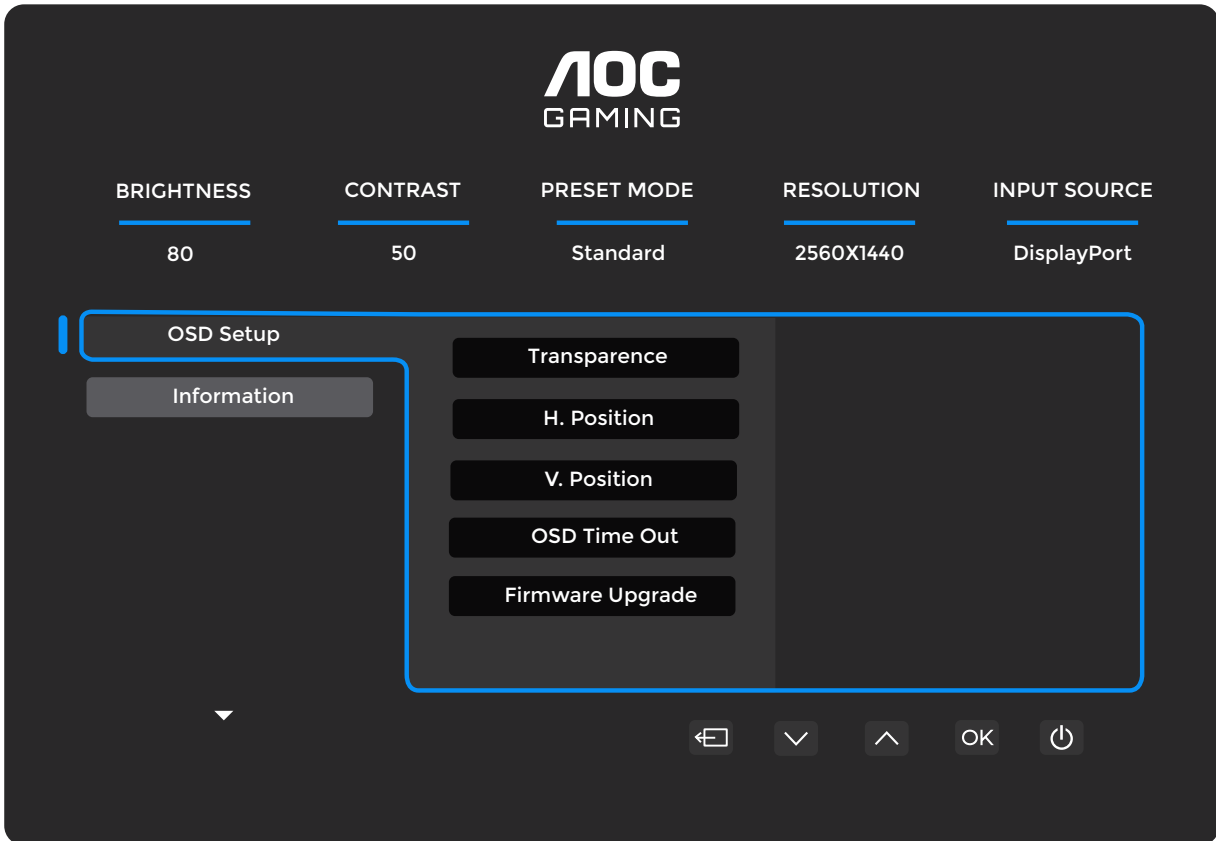 AOC
GAMING
BRIGHTNESS CONTRAST PRESET MODE RESOLUTION INPUT SOURCE
80 50 Standard 2560X1440 DisplayPort
OSD Setup
Information
Transparence
H. Position
V. Position
OSD Time Out
Firmware Upgrade
OK